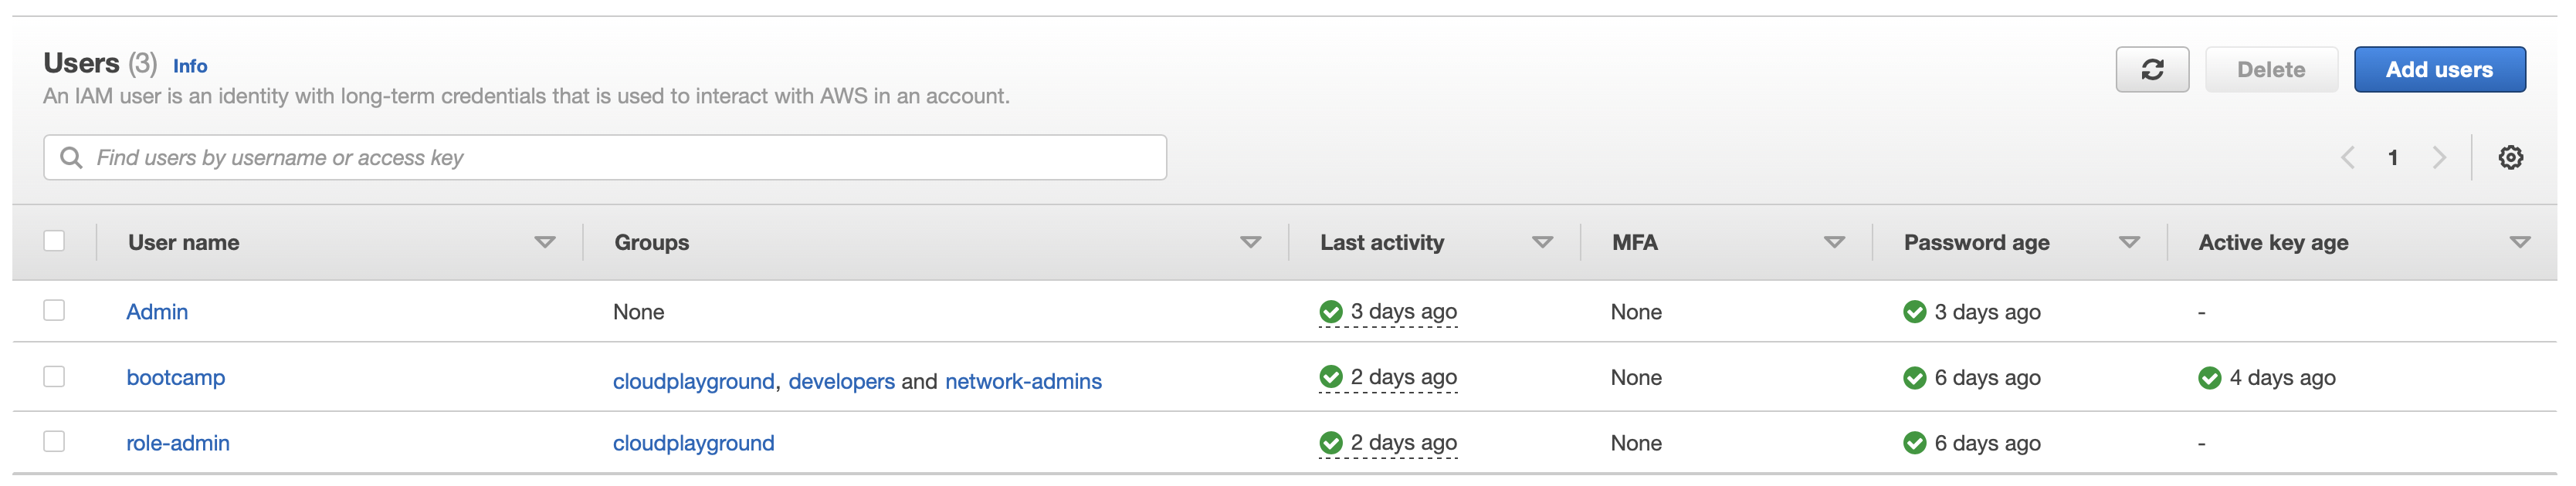 Users (3) Info
An IAM user is an identity with long-term credentials that is used to interact with AWS in an account.
Delete
Add users
Find users by username or access key
1
User name Groups Last activity MFA Password age Active key age
Admin None 3 days ago None 3 days ago -
bootcamp cloudplayground, developers and network-admins 2 days ago None 6 days ago 4 days ago
role-admin cloudplayground 2 days ago None 6 days ago -